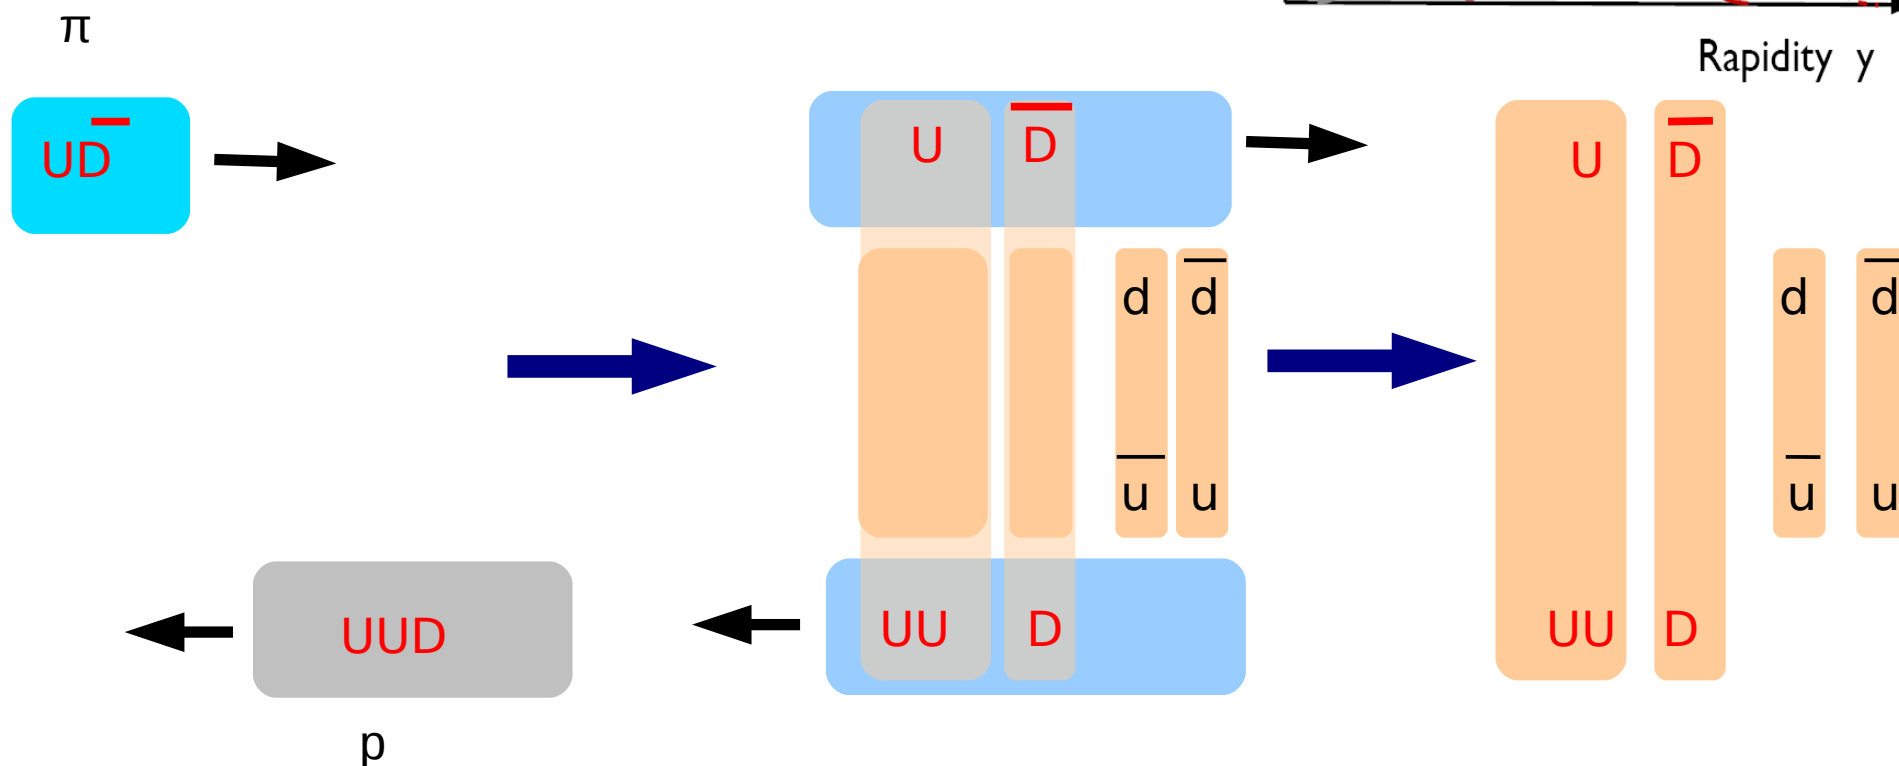 π
Rapidity y
UD̅
U D̅
U D̅
d d̅
d d̅
u̅ u
u̅ u
UUD
UU D
UU D
p